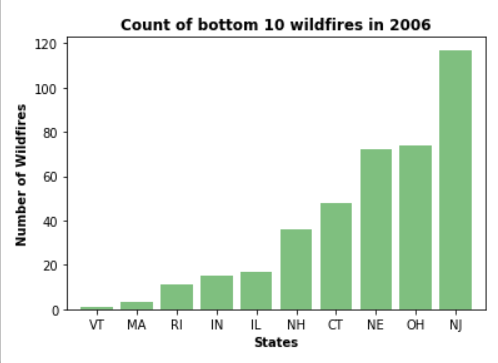 Count of bottom 10 wildfires in 2006
120
100
80
60
40
20
0
Number of Wildfires
VT MA RI IN IL NH CT NE OH NJ
States